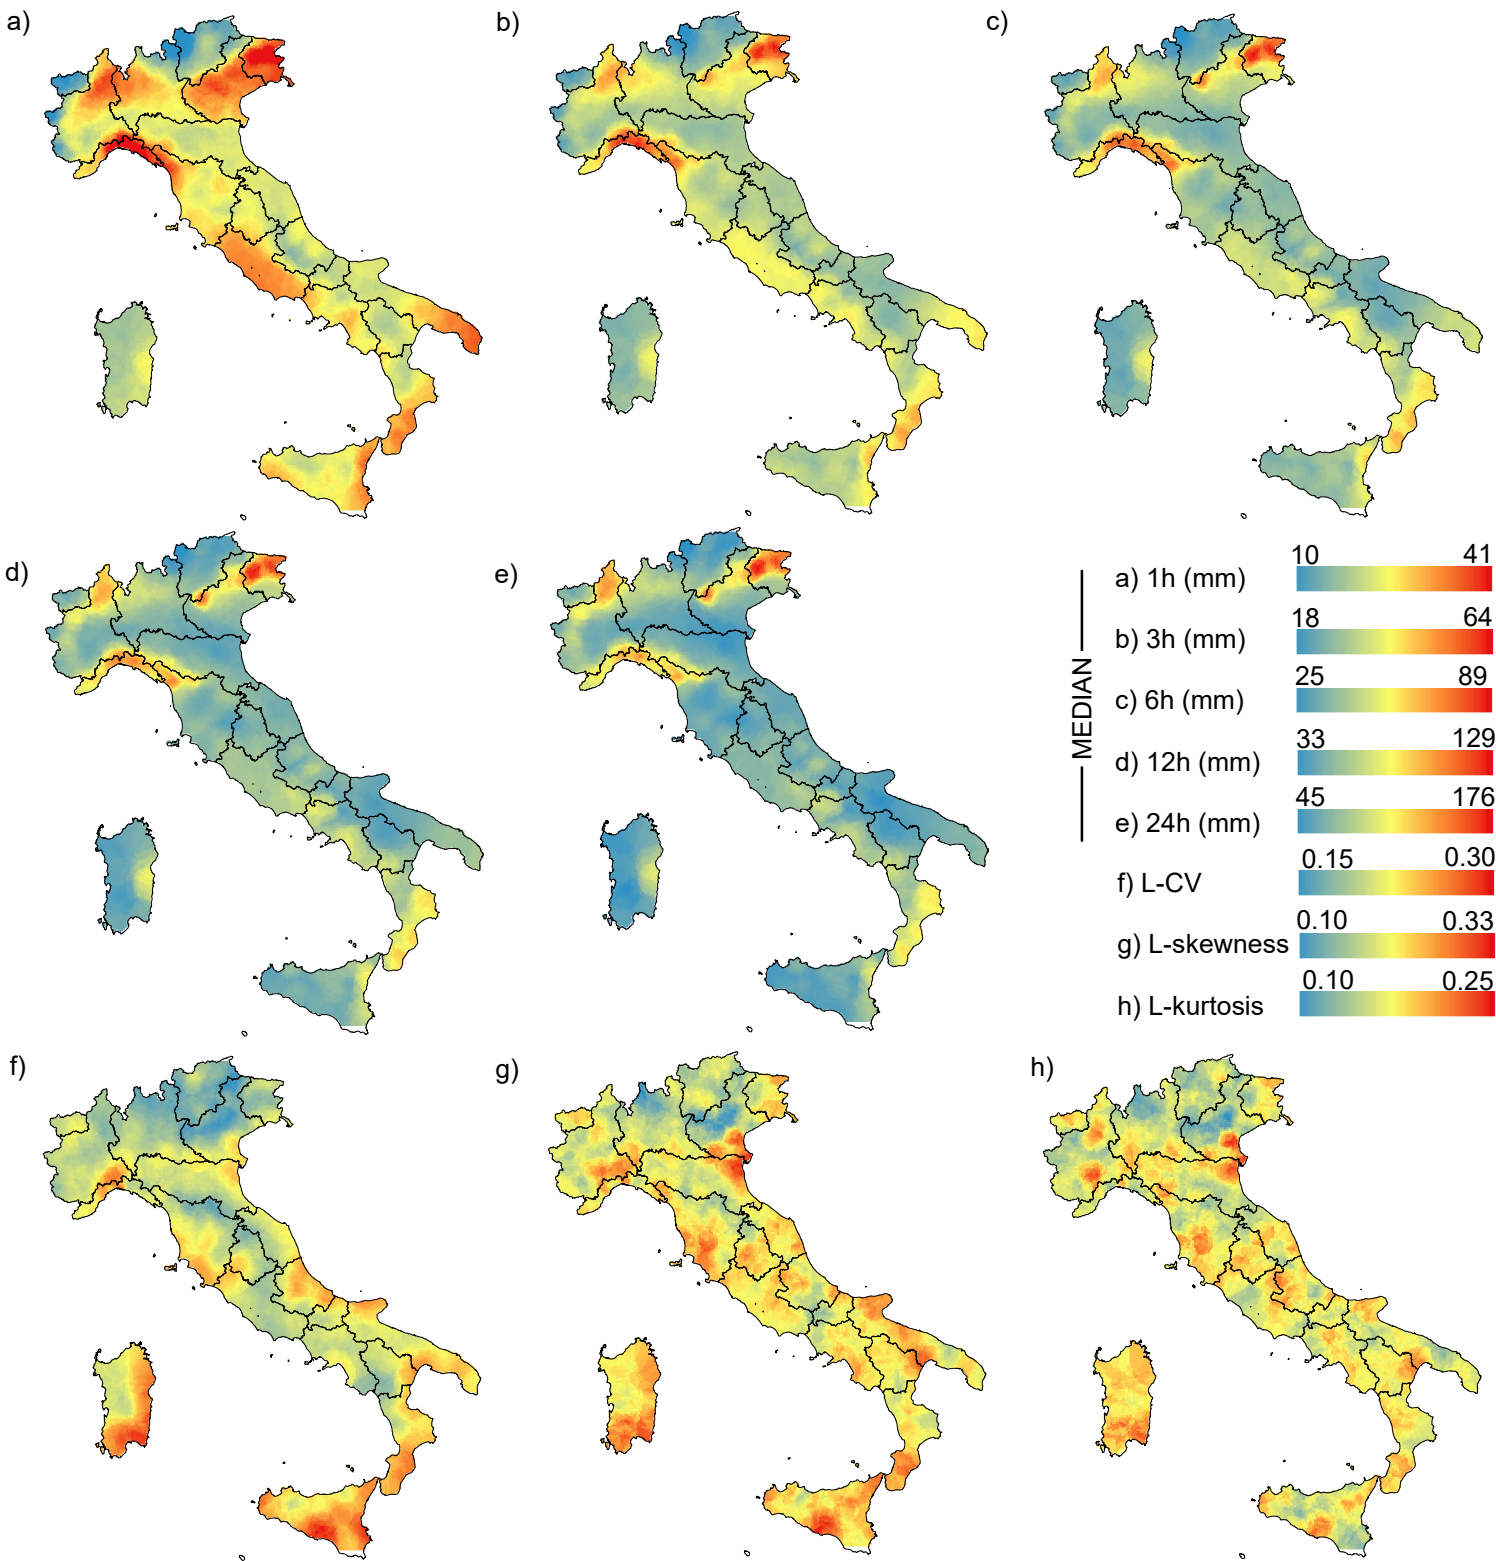 a)
b)
c)
d)
e)
MEDIAN
10 41
a) 1h (mm)
18 64
b) 3h (mm)
25 89
c) 6h (mm)
33 129
d) 12h (mm)
45 176
e) 24h (mm)
0.15 0.30
f) L-CV
0.10 0.33
g) L-skewness
0.10 0.25
h) L-kurtosis
f)
g)
h)